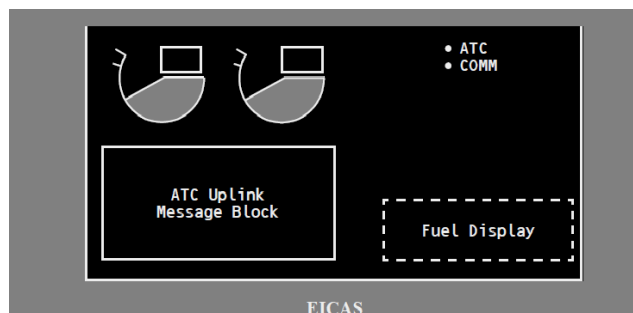 • ATC
• COMM
ATC Uplink
Message Block
Fuel Display
EICAS